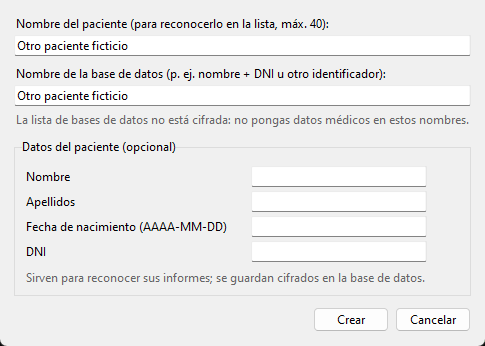 Nombre del paciente (para reconocerlo en la lista, máx. 40):
Otro paciente ficticio
Nombre de la base de datos (p. ej. nombre + DNI u otro identificador):
Otro paciente ficticio
La lista de bases de datos no está cifrada: no pongas datos médicos en estos nombres.
Datos del paciente (opcional)
Nombre
Apellidos
Fecha de nacimiento (AAAA-MM-DD)
DNI
Sirven para reconocer sus informes; se guardan cifrados en la base de datos.
Crear
Cancelar